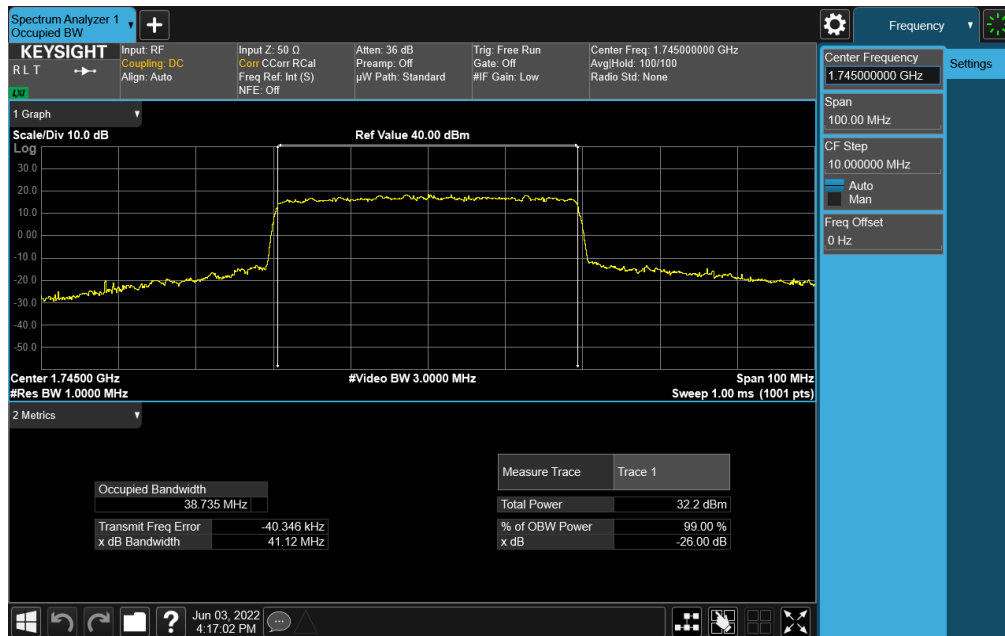 Spectrum Analyzer 1
Occupied BW
+
Frequency
KEYSIGHT
R L T
LXI
Input: RF
Coupling: DC
Align: Auto
Input Z: 50 Ω
Corr CCorr RCal
Freq Ref: Int (S)
NFE: Off
Atten: 36 dB
Preamp: Off
µW Path: Standard
Trig: Free Run
Gate: Off
#IF Gain: Low
Center Freq: 1.745000000 GHz
Avg|Hold: 100/100
Radio Std: None
Center Frequency
1.745000000 GHz
Settings
Span
100.00 MHz
CF Step
10.000000 MHz
Auto
Man
Freq Offset
0 Hz
1 Graph
Scale/Div 10.0 dB
Ref Value 40.00 dBm
Log
30.0
20.0
10.0
0.00
-10.0
-20.0
-30.0
-40.0
-50.0
Center 1.74500 GHz
#Video BW 3.0000 MHz
Span 100 MHz
#Res BW 1.0000 MHz
Sweep 1.00 ms (1001 pts)
2 Metrics
Occupied Bandwidth
38.735 MHz
Transmit Freq Error -40.346 kHz
x dB Bandwidth 41.12 MHz
Measure Trace Trace 1
Total Power 32.2 dBm
% of OBW Power 99.00 %
x dB -26.00 dB
?
Jun 03, 2022
4:17:02 PM